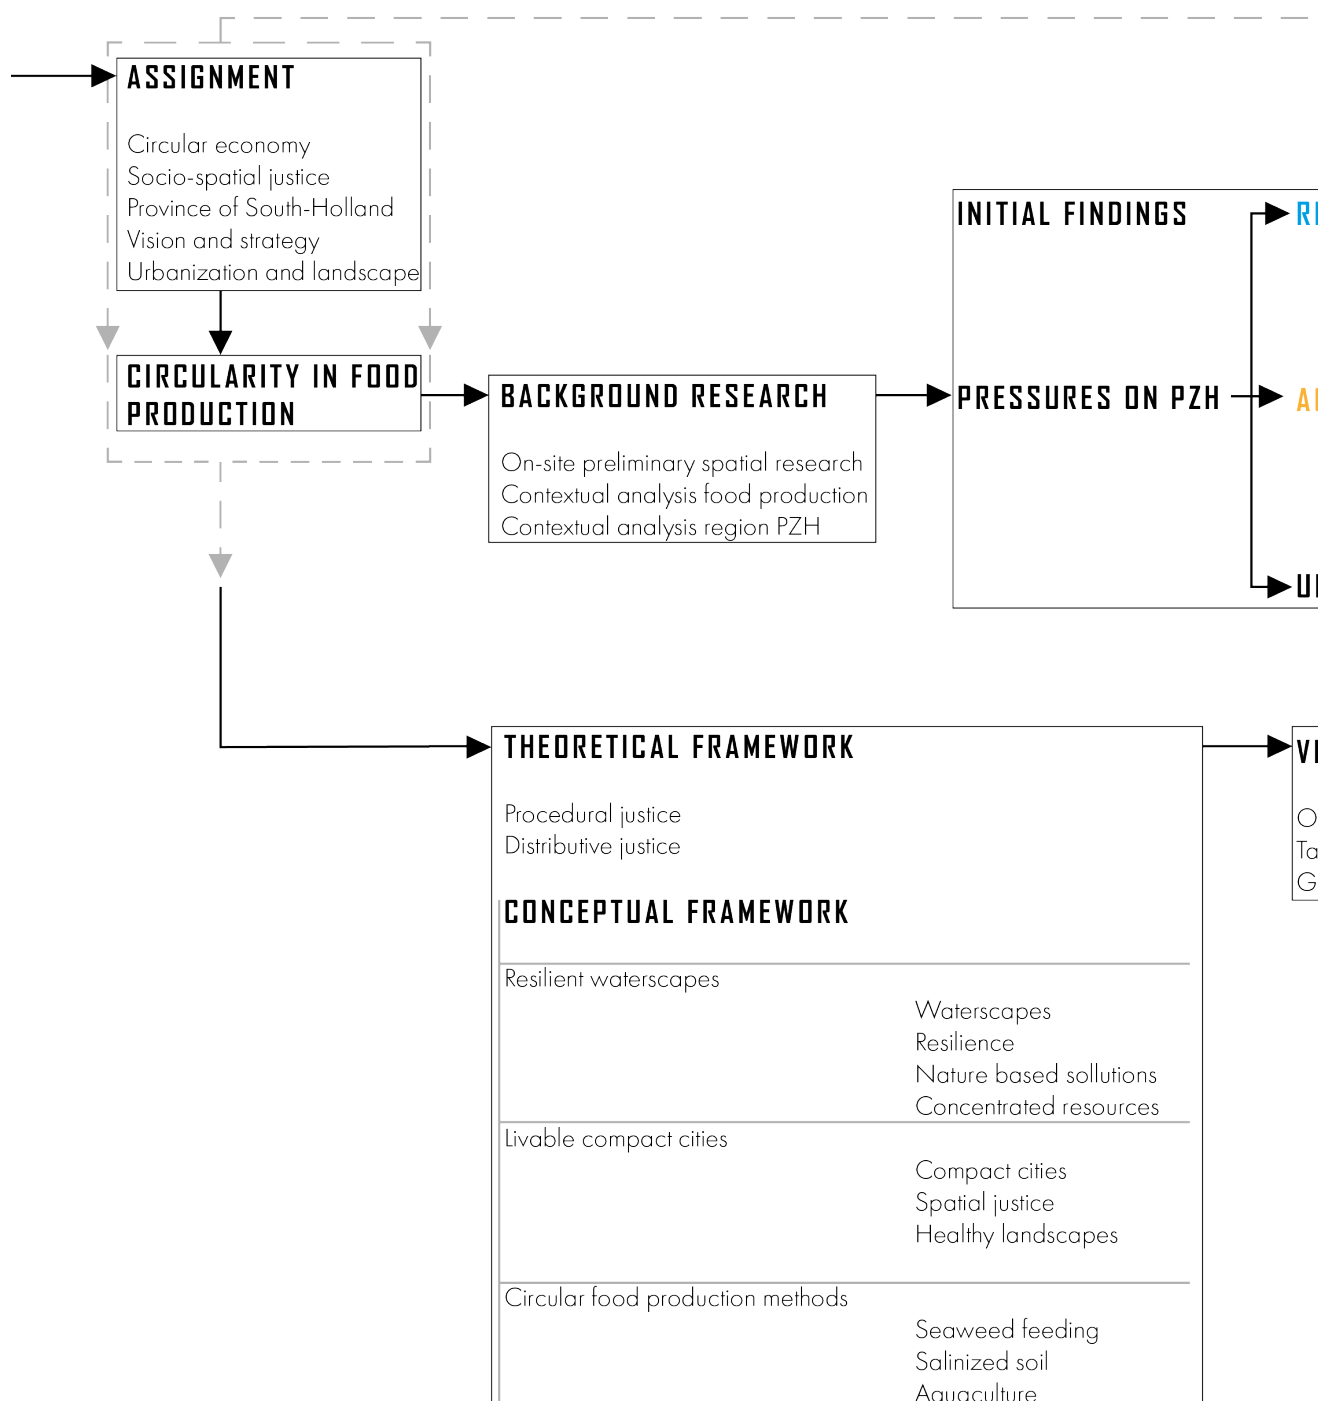 ASSIGNMENT
Circular economy
Socio-spatial justice
Province of South-Holland
Vision and strategy
Urbanization and landscape
CIRCULARITY IN FOOD
PRODUCTION
BACKGROUND RESEARCH
On-site preliminary spatial research
Contextual analysis food production
Contextual analysis region PZH
INITIAL FINDINGS
PRESSURES ON PZH
THEORETICAL FRAMEWORK
Procedural justice
Distributive justice
CONCEPTUAL FRAMEWORK
Resilient waterscapes
Waterscapes
Resilience
Nature based sollutions
Concentrated resources
Livable compact cities
Compact cities
Spatial justice
Healthy landscapes
Circular food production methods
Seaweed feeding
Salinized soil
Aquaculture